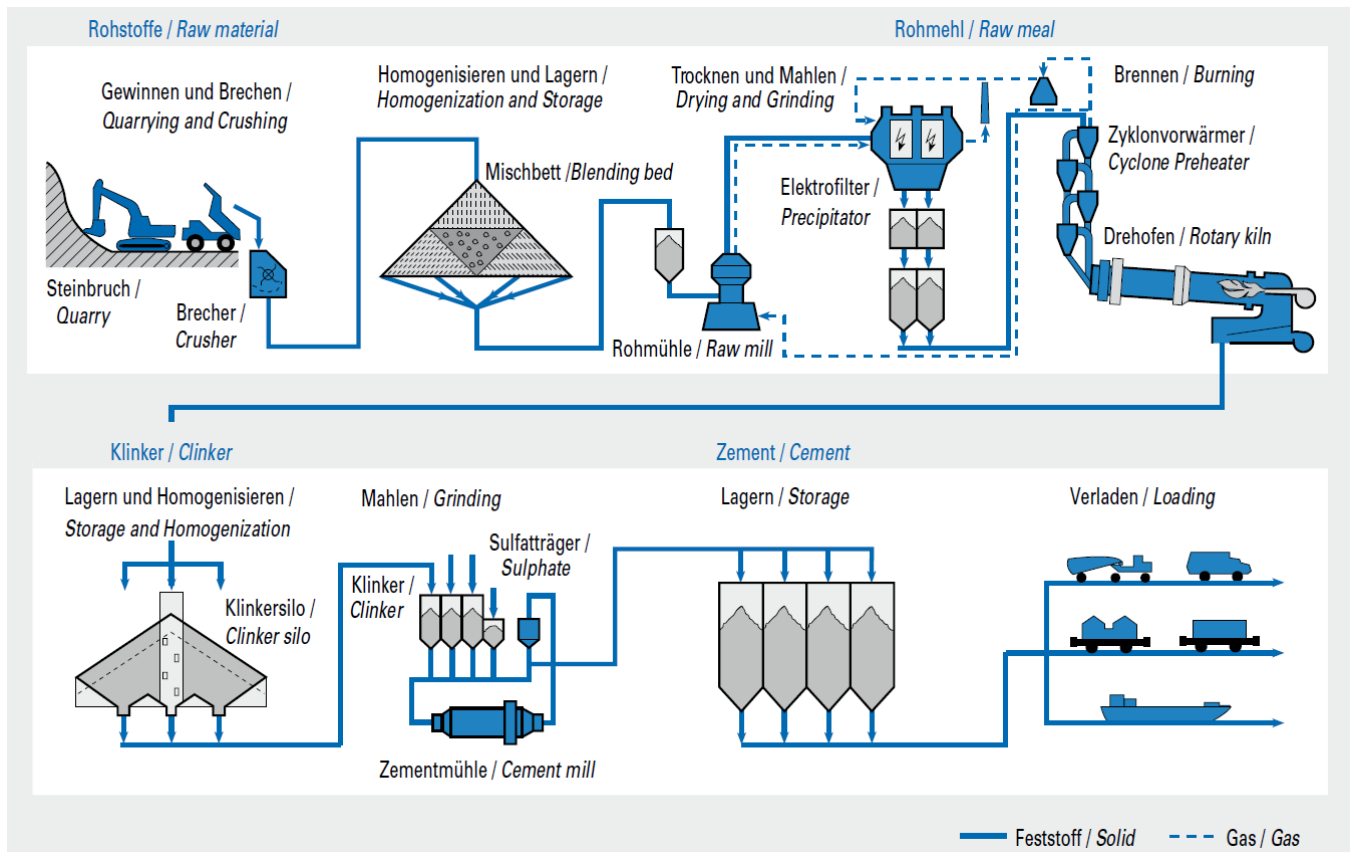 Rohstoffe / Raw material
Rohmehl / Raw meal
Gewinnen und Brechen /
Quarrying and Crushing
Homogenisieren und Lagern /
Homogenization and Storage
Trocknen und Mahlen /
Drying and Grinding
Brennen / Burning
Zyklonvorwärmer /
Cyclone Preheater
Mischbett /Blending bed
Elektrofilter /
Precipitator
Drehofen / Rotary kiln
Steinbruch /
Quarry
Brecher /
Crusher
Rohmühle / Raw mill
Klinker / Clinker
Zement / Cement
Lagern und Homogenisieren /
Storage and Homogenization
Mahlen / Grinding
Lagern / Storage
Verladen / Loading
Sulfatträger /
Sulphate
Klinker /
Clinker
Klinkersilo /
Clinker silo
Zementmühle / Cement mill
Feststoff / Solid
Gas / Gas